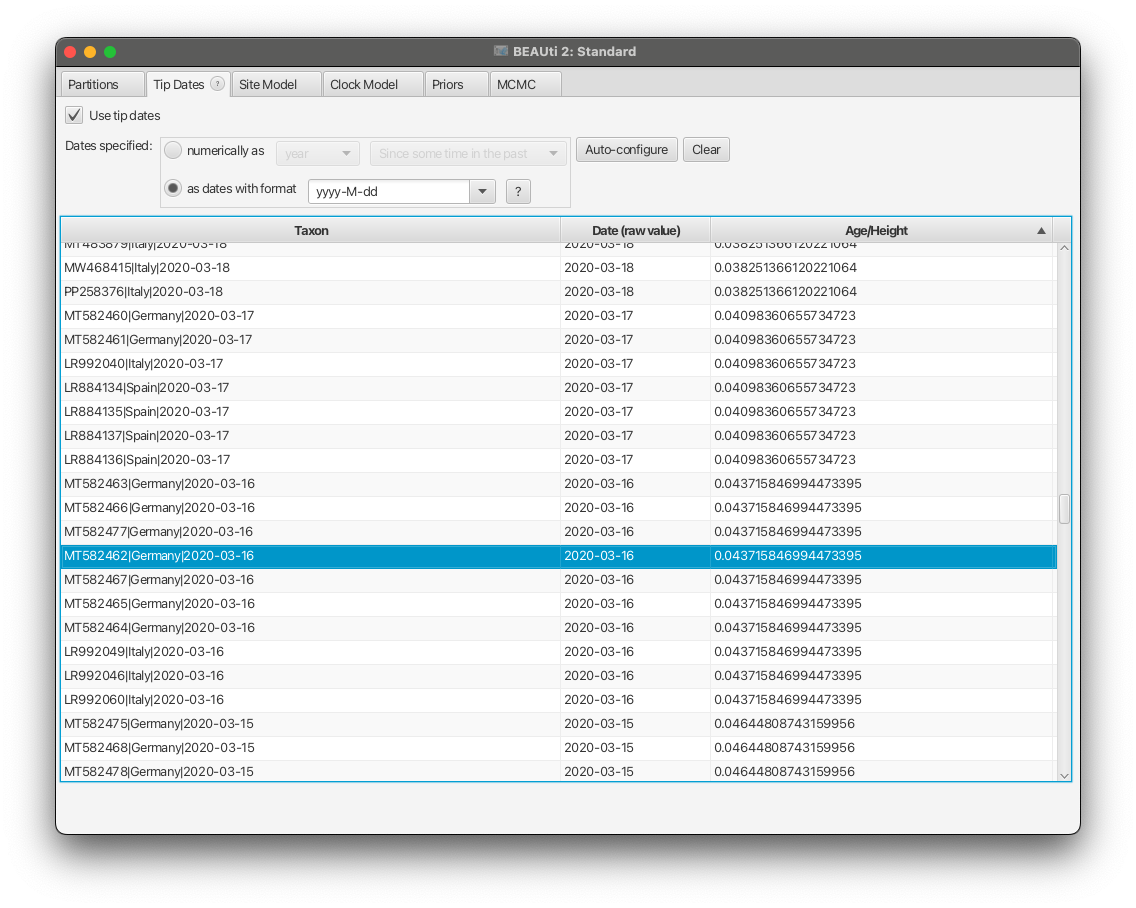 BEAUti 2: Standard
Partitions Tip Dates ? Site Model Clock Model Priors MCMC
Use tip dates
Dates specified: numerically as year Since some time in the past Auto-configure Clear
as dates with format yyyy-M-dd ?
Taxon Date (raw value) Age/Height
MT483879|Italy|2020-03-18 2020-03-18 0.038251366120221064
MW468415|Italy|2020-03-18 2020-03-18 0.038251366120221064
PP258376|Italy|2020-03-18 2020-03-18 0.038251366120221064
MT582460|Germany|2020-03-17 2020-03-17 0.04098360655734723
MT582461|Germany|2020-03-17 2020-03-17 0.04098360655734723
LR992040|Italy|2020-03-17 2020-03-17 0.04098360655734723
LR884134|Spain|2020-03-17 2020-03-17 0.04098360655734723
LR884135|Spain|2020-03-17 2020-03-17 0.04098360655734723
LR884137|Spain|2020-03-17 2020-03-17 0.04098360655734723
LR884136|Spain|2020-03-17 2020-03-17 0.04098360655734723
MT582463|Germany|2020-03-16 2020-03-16 0.043715846994473395
MT582466|Germany|2020-03-16 2020-03-16 0.043715846994473395
MT582477|Germany|2020-03-16 2020-03-16 0.043715846994473395
MT582462|Germany|2020-03-16 2020-03-16 0.043715846994473395
MT582467|Germany|2020-03-16 2020-03-16 0.043715846994473395
MT582465|Germany|2020-03-16 2020-03-16 0.043715846994473395
MT582464|Germany|2020-03-16 2020-03-16 0.043715846994473395
LR992049|Italy|2020-03-16 2020-03-16 0.043715846994473395
LR992046|Italy|2020-03-16 2020-03-16 0.043715846994473395
LR992060|Italy|2020-03-16 2020-03-16 0.043715846994473395
MT582475|Germany|2020-03-15 2020-03-15 0.04644808743159956
MT582468|Germany|2020-03-15 2020-03-15 0.04644808743159956
MT582478|Germany|2020-03-15 2020-03-15 0.04644808743159956